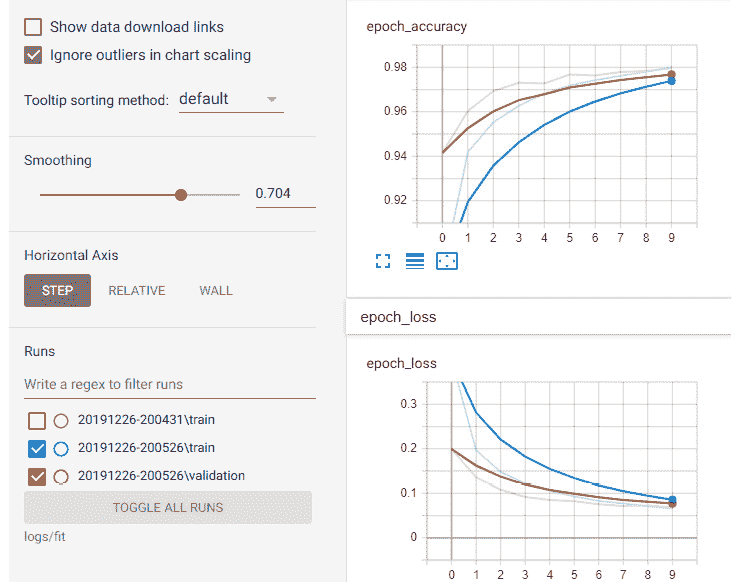 Show data download links
Ignore outliers in chart scaling
Tooltip sorting method: default
Smoothing
0.704
Horizontal Axis
STEP RELATIVE WALL
Runs
Write a regex to filter runs
20191226-200431\train
20191226-200526\train
20191226-200526\validation
TOGGLE ALL RUNS
logs/fit
epoch_accuracy
0.98
0.96
0.94
0.92
0 1 2 3 4 5 6 7 8 9
epoch_loss
epoch_loss
0.3
0.2
0.1
0
0 1 2 3 4 5 6 7 8 9